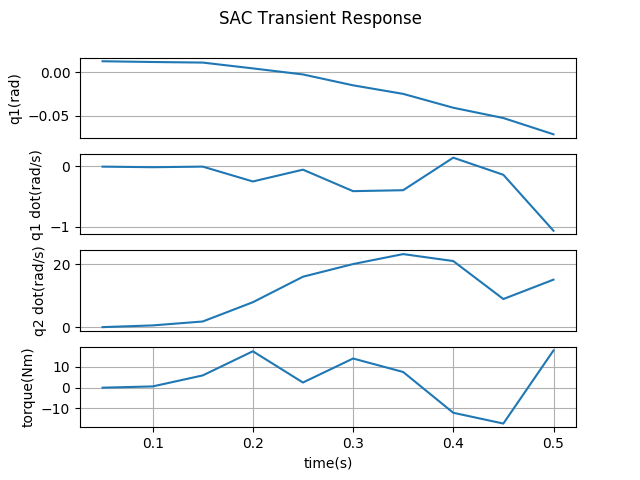 SAC Transient Response
0.00
−0.05
q1(rad)
0
−1
q1 dot(rad/s)
20
0
q2 dot(rad/s)
10
0
−10
torque(Nm)
0.1 0.2 0.3 0.4 0.5
time(s)